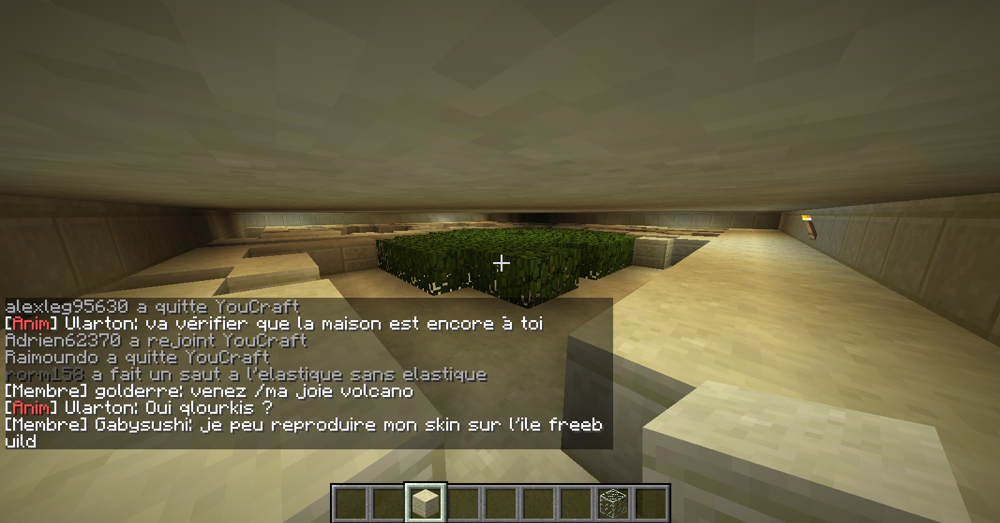 alexleg95630 a quitte YouCraft
[Anim] Ularton: va vérifier que la maison est encore à toi
Adrien62370 a rejoint YouCraft
Raimoundo a quitte YouCraft
rorm158 a fait un saut a l'elastique sans elastique
[Membre] golderre: venez /ma joie volcano
[Anim] Ularton: Oui qlourkis ?
[Membre] Gabysushi: je peu reproduire mon skin sur l'ile freeb
uild